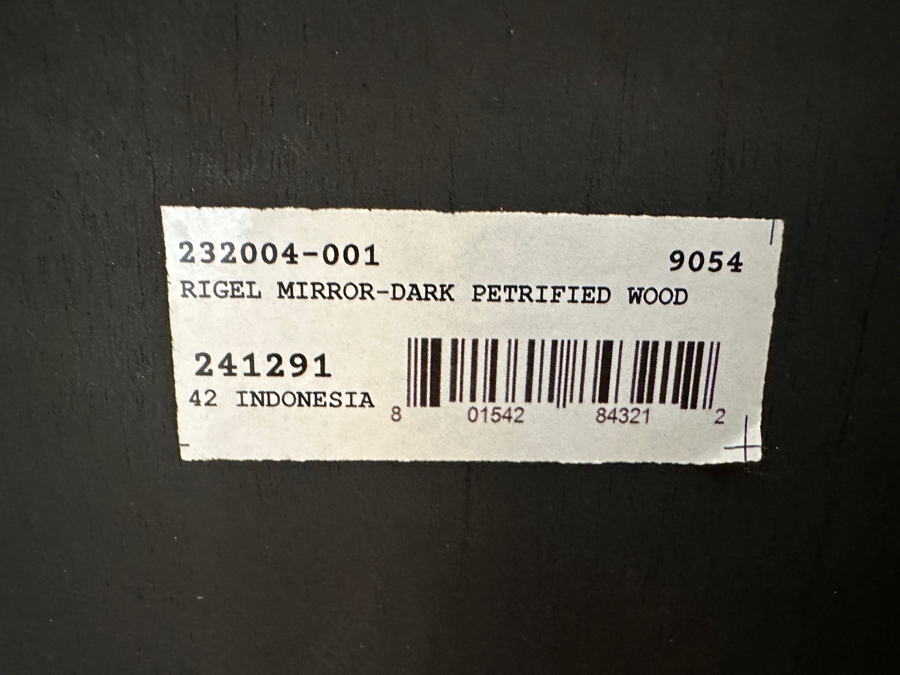 232004-001 9054
RIGEL MIRROR-DARK PETRIFIED WOOD
241291
42 INDONESIA
8 01542 84321 2